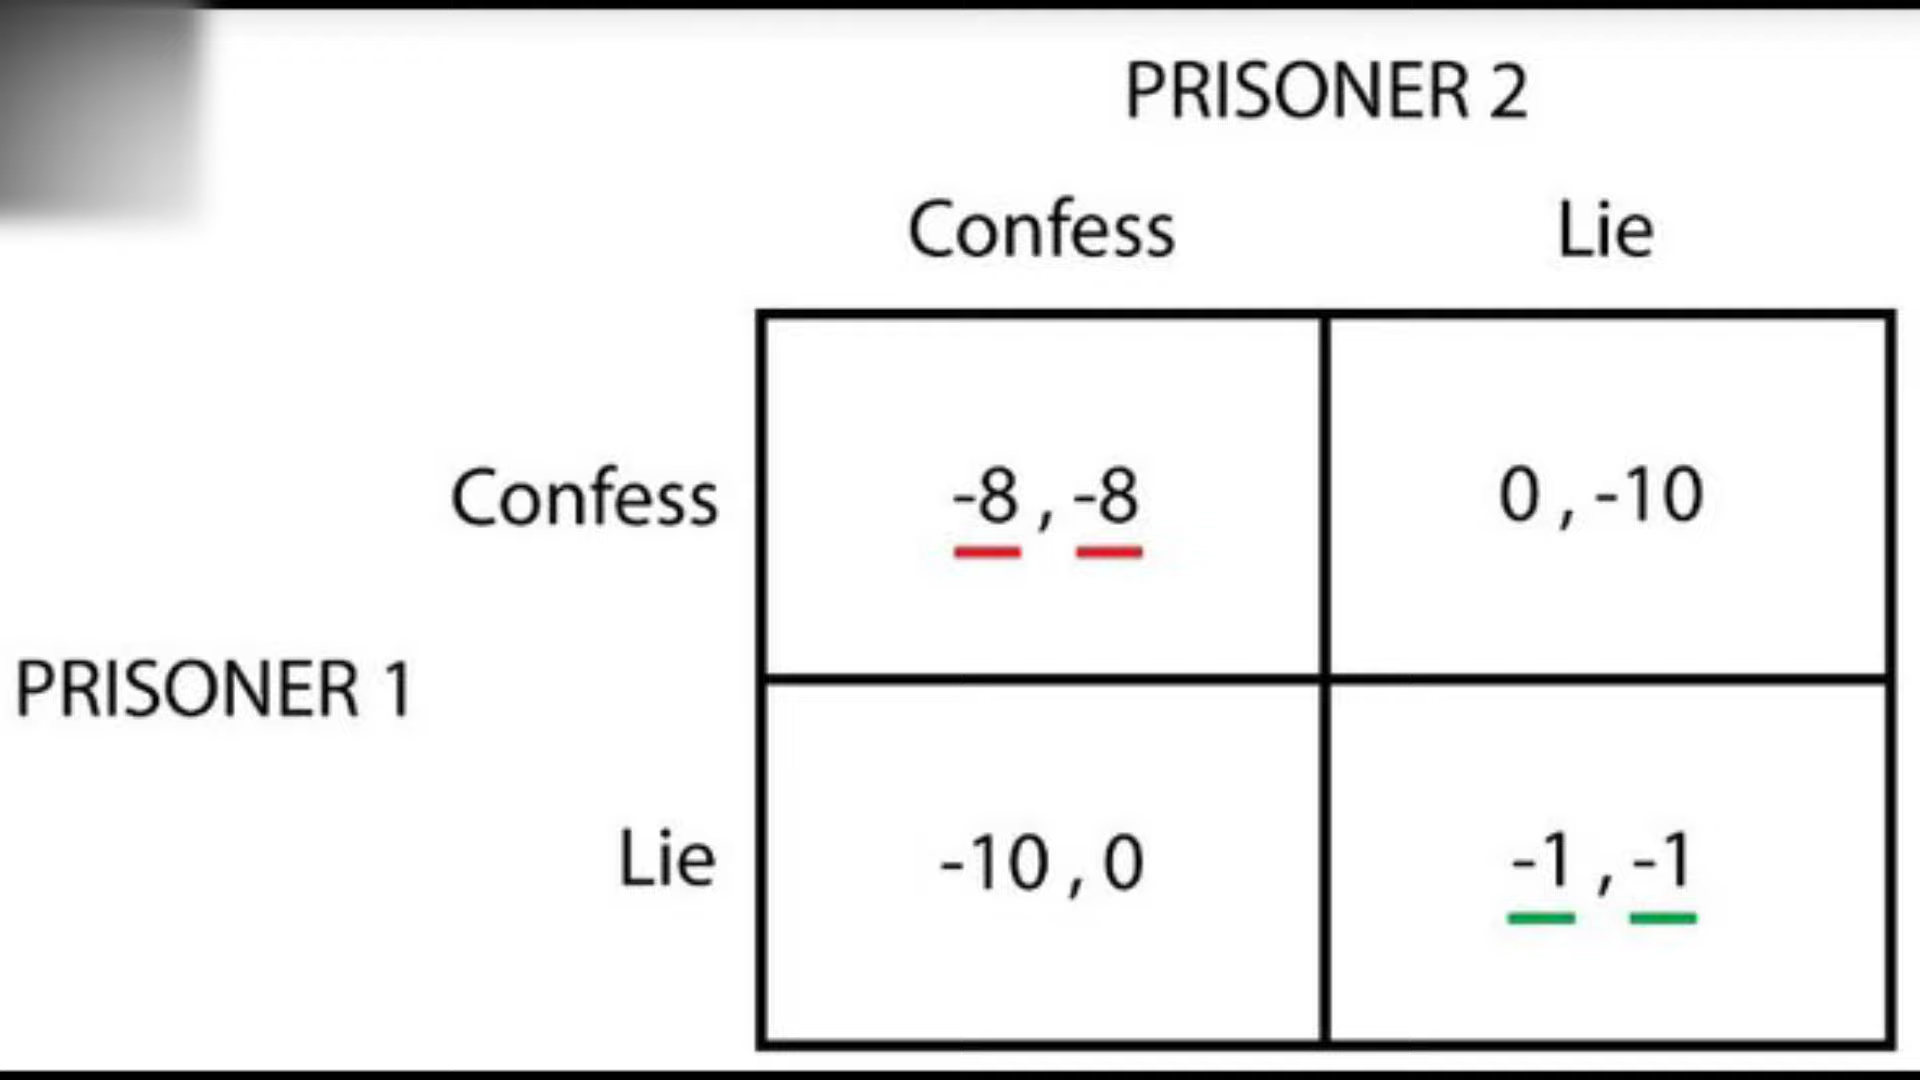 PRISONER 2
Confess Lie
Confess -8 , -8 0 , -10
PRISONER 1
Lie -10 , 0 -1 , -1